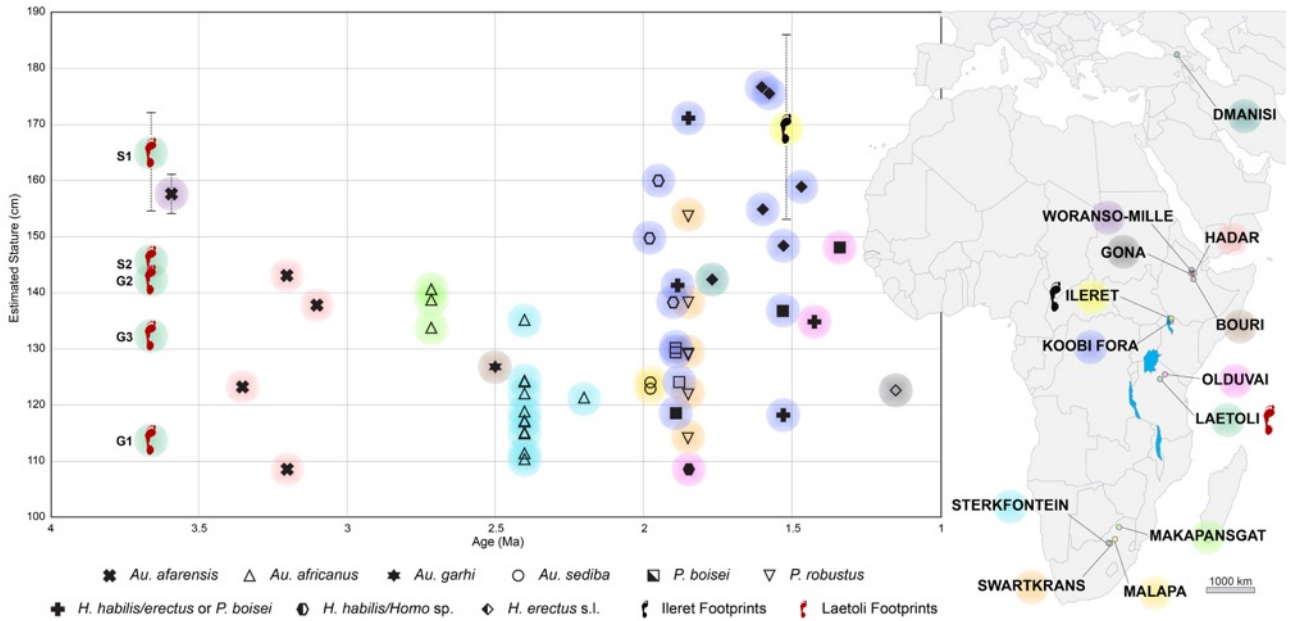 190
180
170
160
150
140
130
120
110
100
Estimated Stature (cm)
S1
S2
G2
G3
G1
4
3.5
3
2.5
2
1.5
1
Age (Ma)
Au. afarensis
Au. africanus
Au. garhi
Au. sediba
P. boisei
P. robustus
H. habilis/erectus or P. boisei
H. habilis/Homo sp.
H. erectus s.l.
Ileret Footprints
Laetoli Footprints
DMANISI
WORANSO-MILLE
HADAR
GONA
ILERET
BOURI
KOOBI FORA
OLDUVAI
LAETOLI
STERKFONTEIN
MAKAPANSGAT
SWARTKRANS
MALAPA
1000 km